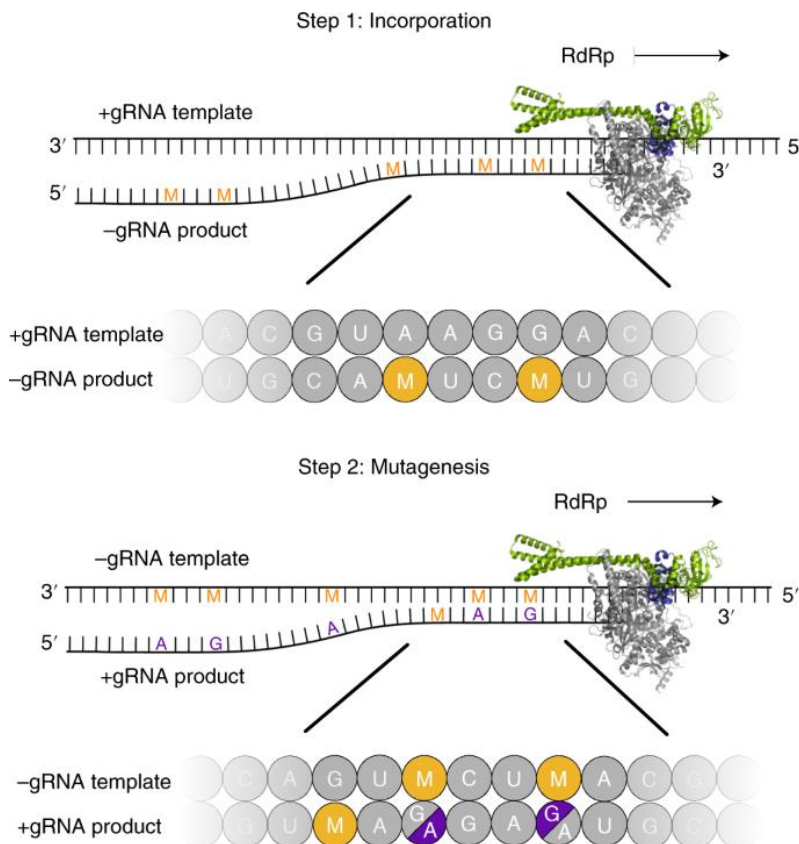 Step 1: Incorporation
RdRp
+gRNA template
3′ 5
M M M M M 3′
5′
–gRNA product
+gRNA template A C G U A A G G A C
–gRNA product U G C A M U C M U G
Step 2: Mutagenesis
RdRp
–gRNA template
3′ M M M M M 5′
5′ A G A M A G 3′
+gRNA product
–gRNA template C A G U M C U M A C G
+gRNA product G U M A G A G A G A U G C